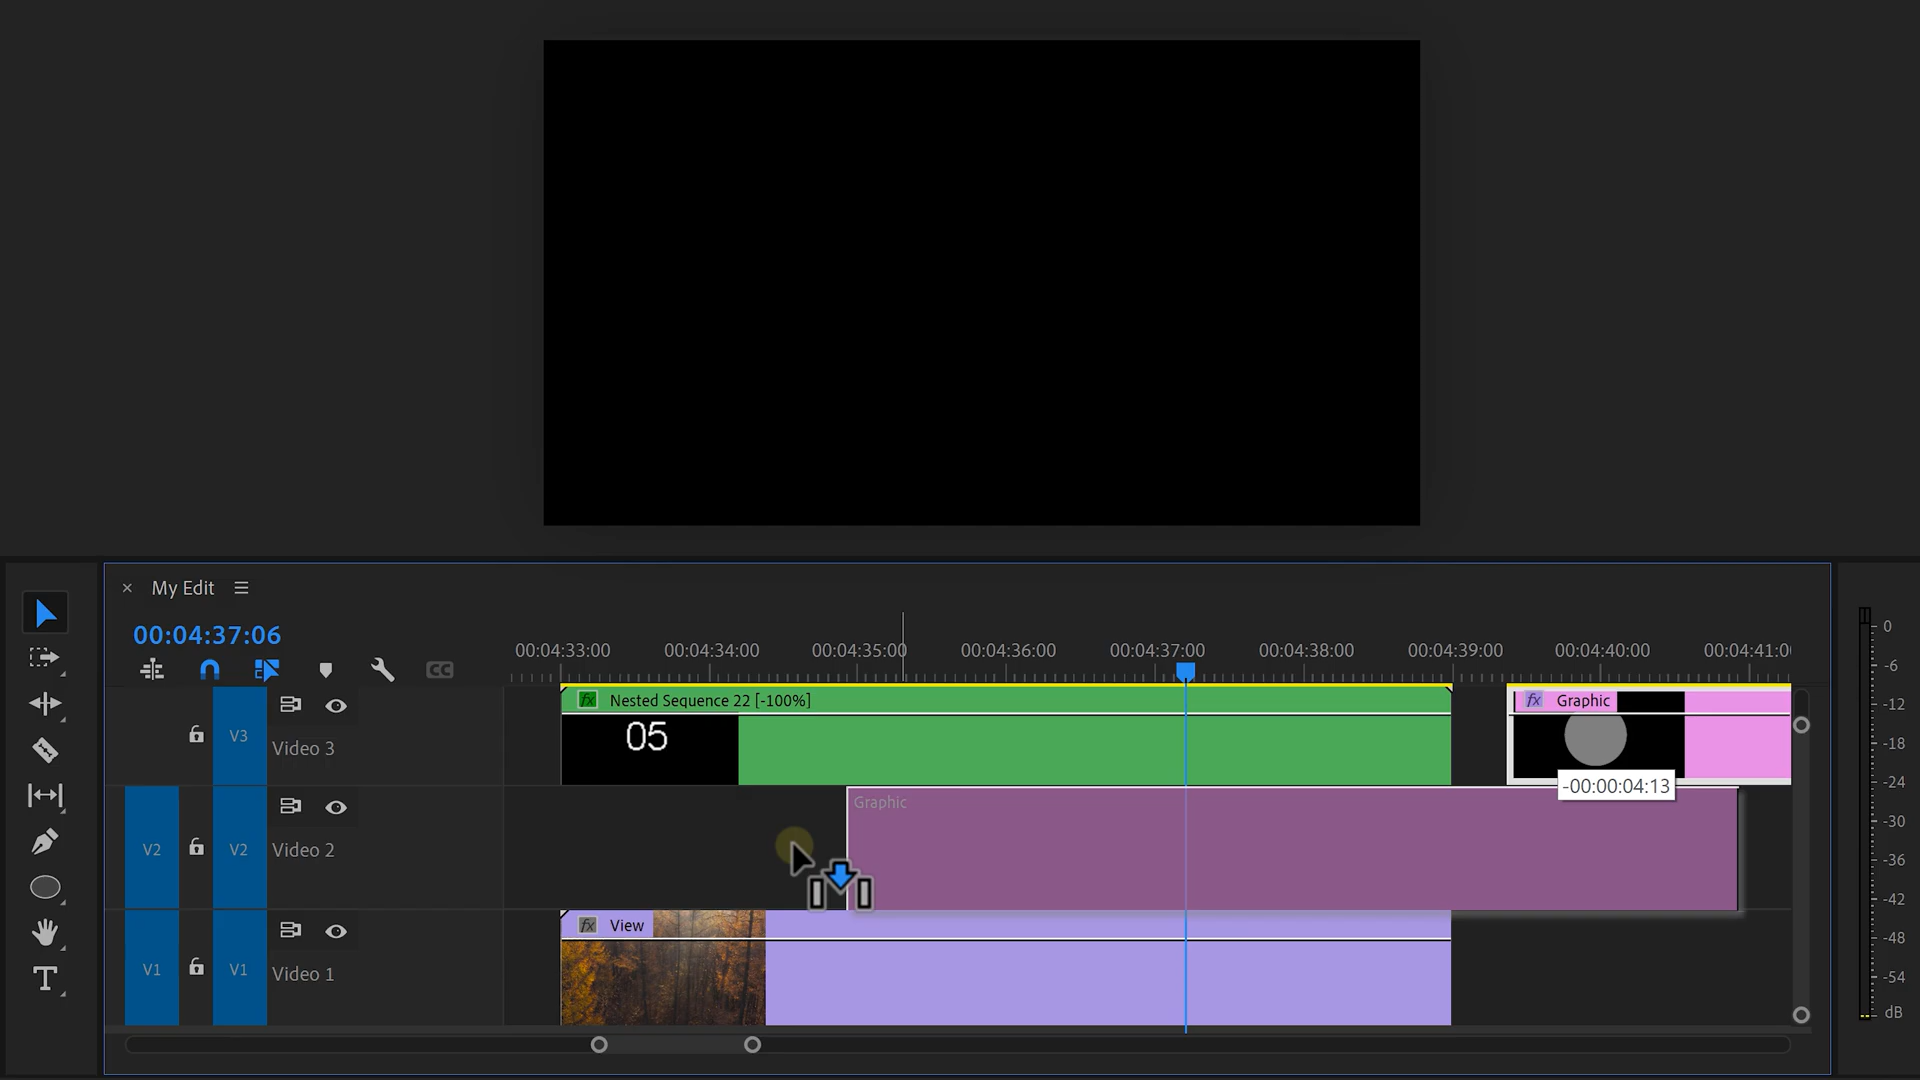 × My Edit
00:04:37:06
00:04:33:00 00:04:34:00 00:04:35:00 00:04:36:00 00:04:37:00 00:04:38:00 00:04:39:00 00:04:40:00 00:04:41:0
CC
fx Nested Sequence 22 [-100%]
fx Graphic
05
V3 Video 3
-00:00:04:13
Graphic
V2 V2 Video 2
fx View
V1 V1 Video 1
T
0
-6
-12
-18
-24
-30
-36
-42
-48
-54
dB